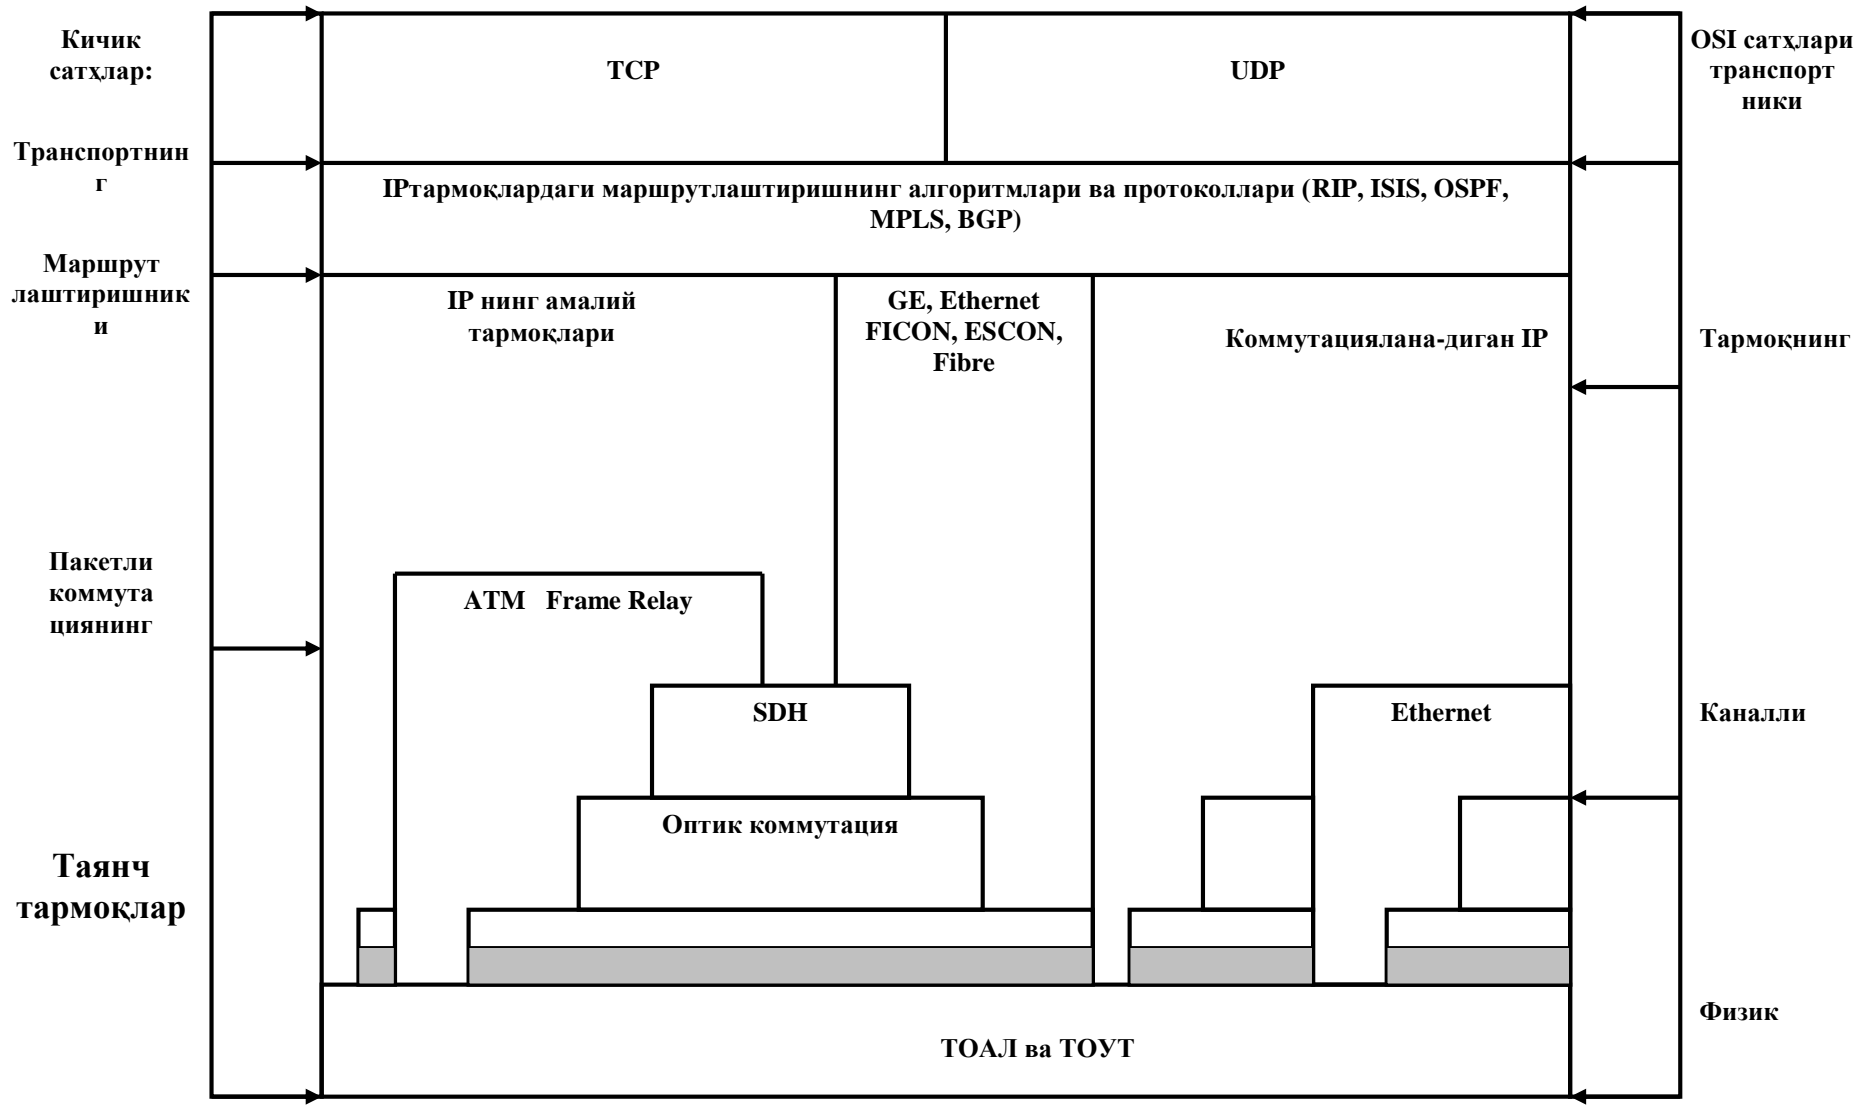 Кичик
сатҳлар:
TCP
UDP
OSI сатҳлари
транспорт
ники
Транспортнин
г
IPтармоқлардаги маршрутлаштиришнинг алгоритмлари ва протоколлари (RIP, ISIS, OSPF,
MPLS, BGP)
Маршрут
лаштиришник
и
IP нинг амалий
тармоқлари
GE, Ethernet
FICON, ESCON,
Fibre
Коммутациялана-диган IP
Тармоқнинг
Пакетли
коммута
циянинг
ATM Frame Relay
SDH
Ethernet
Каналли
Оптик коммутация
Таянч
тармоқлар
Физик
ТОАЛ ва ТОУТ